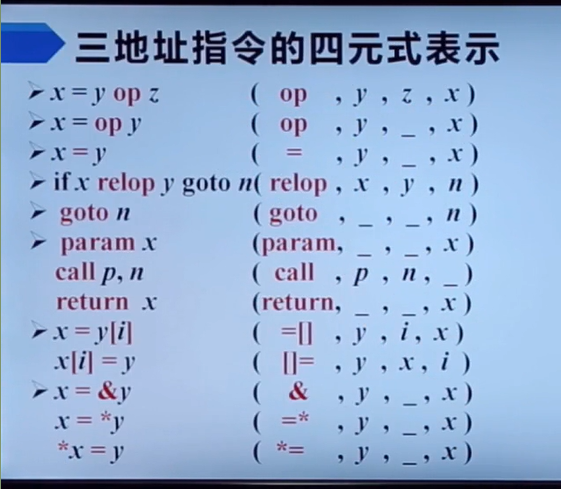 三地址指令的四元式表示
➢ x = y op z ( op , y , z , x )
➢ x = op y ( op , y , _ , x )
➢ x = y ( = , y , _ , x )
➢ if x relop y goto n ( relop , x , y , n )
➢ goto n ( goto , _ , _ , n )
➢ param x (param, _ , _ , x )
call p, n ( call , p , n , _ )
return x (return, _ , _ , x )
➢ x = y[i] ( =[] , y , i , x )
x[i] = y ( []= , y , x , i )
➢ x = &y ( & , y , _ , x )
x = *y ( =* , y , _ , x )
*x = y ( *= , y , _ , x )